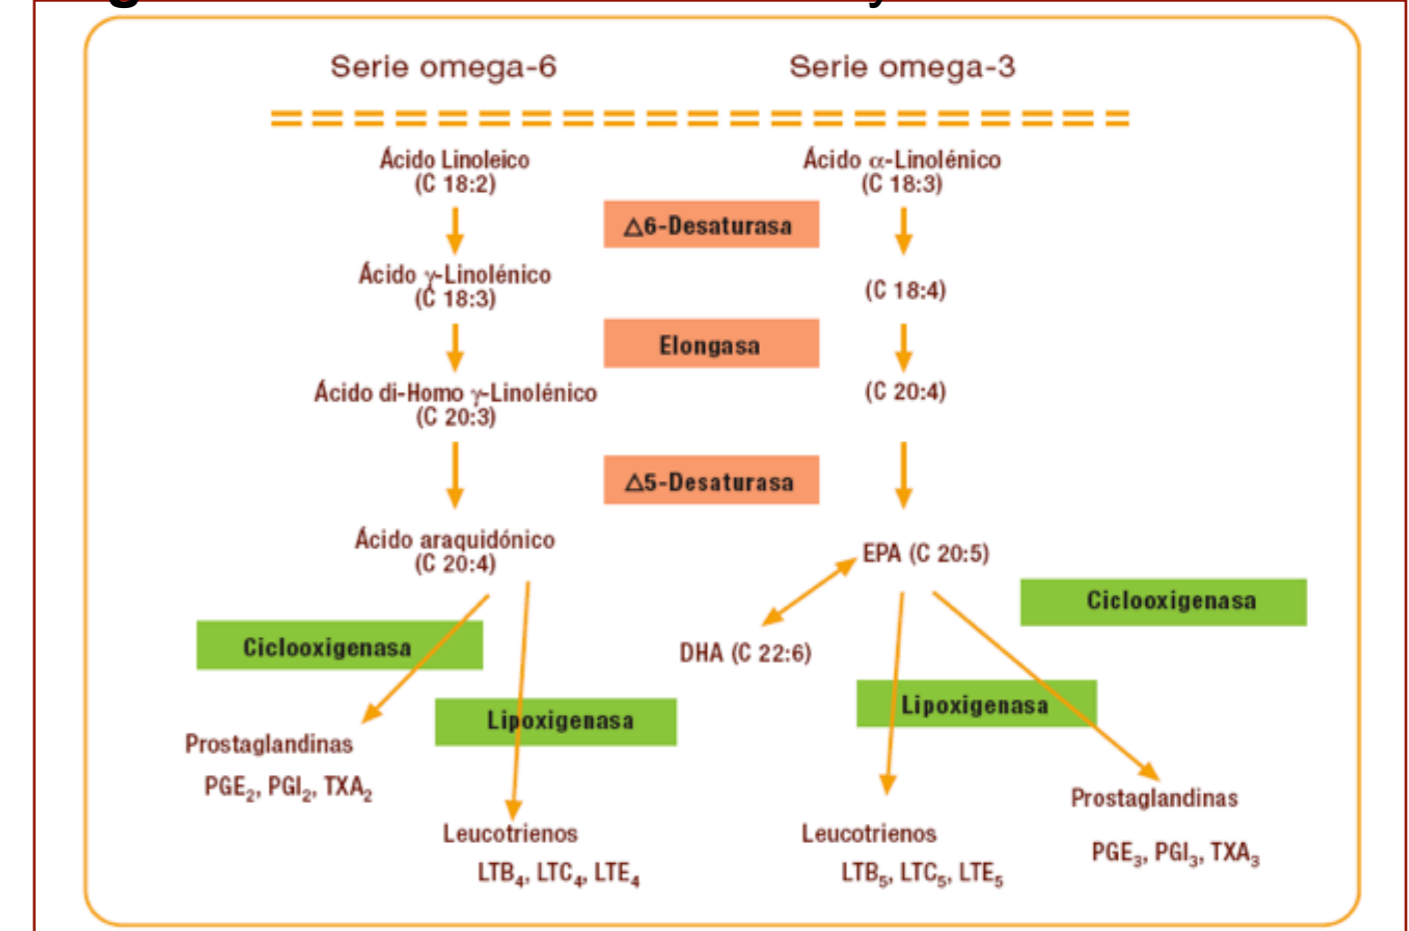 Serie omega-6
Serie omega-3
Ácido Linoleico
(C 18:2)
Ácido α-Linolénico
(C 18:3)
△6-Desaturasa
Ácido γ-Linolénico
(C 18:3)
(C 18:4)
Elongasa
Ácido di-Homo γ-Linolénico
(C 20:3)
(C 20:4)
△5-Desaturasa
Ácido araquidónico
(C 20:4)
EPA (C 20:5)
DHA (C 22:6)
Ciclooxigenasa
Ciclooxigenasa
Lipoxigenasa
Lipoxigenasa
Prostaglandinas
PGE₂, PGI₂, TXA₂
Leucotrienos
LTB₄, LTC₄, LTE₄
Leucotrienos
LTB₅, LTC₅, LTE₅
Prostaglandinas
PGE₃, PGI₃, TXA₃